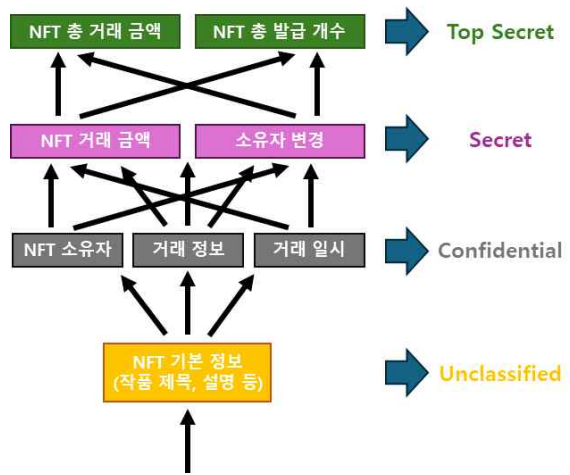 NFT 총 거래 금액
NFT 총 발급 개수
Top Secret
NFT 거래 금액
소유자 변경
Secret
NFT 소유자
거래 정보
거래 일시
Confidential
NFT 기본 정보
(작품 제목, 설명 등)
Unclassified